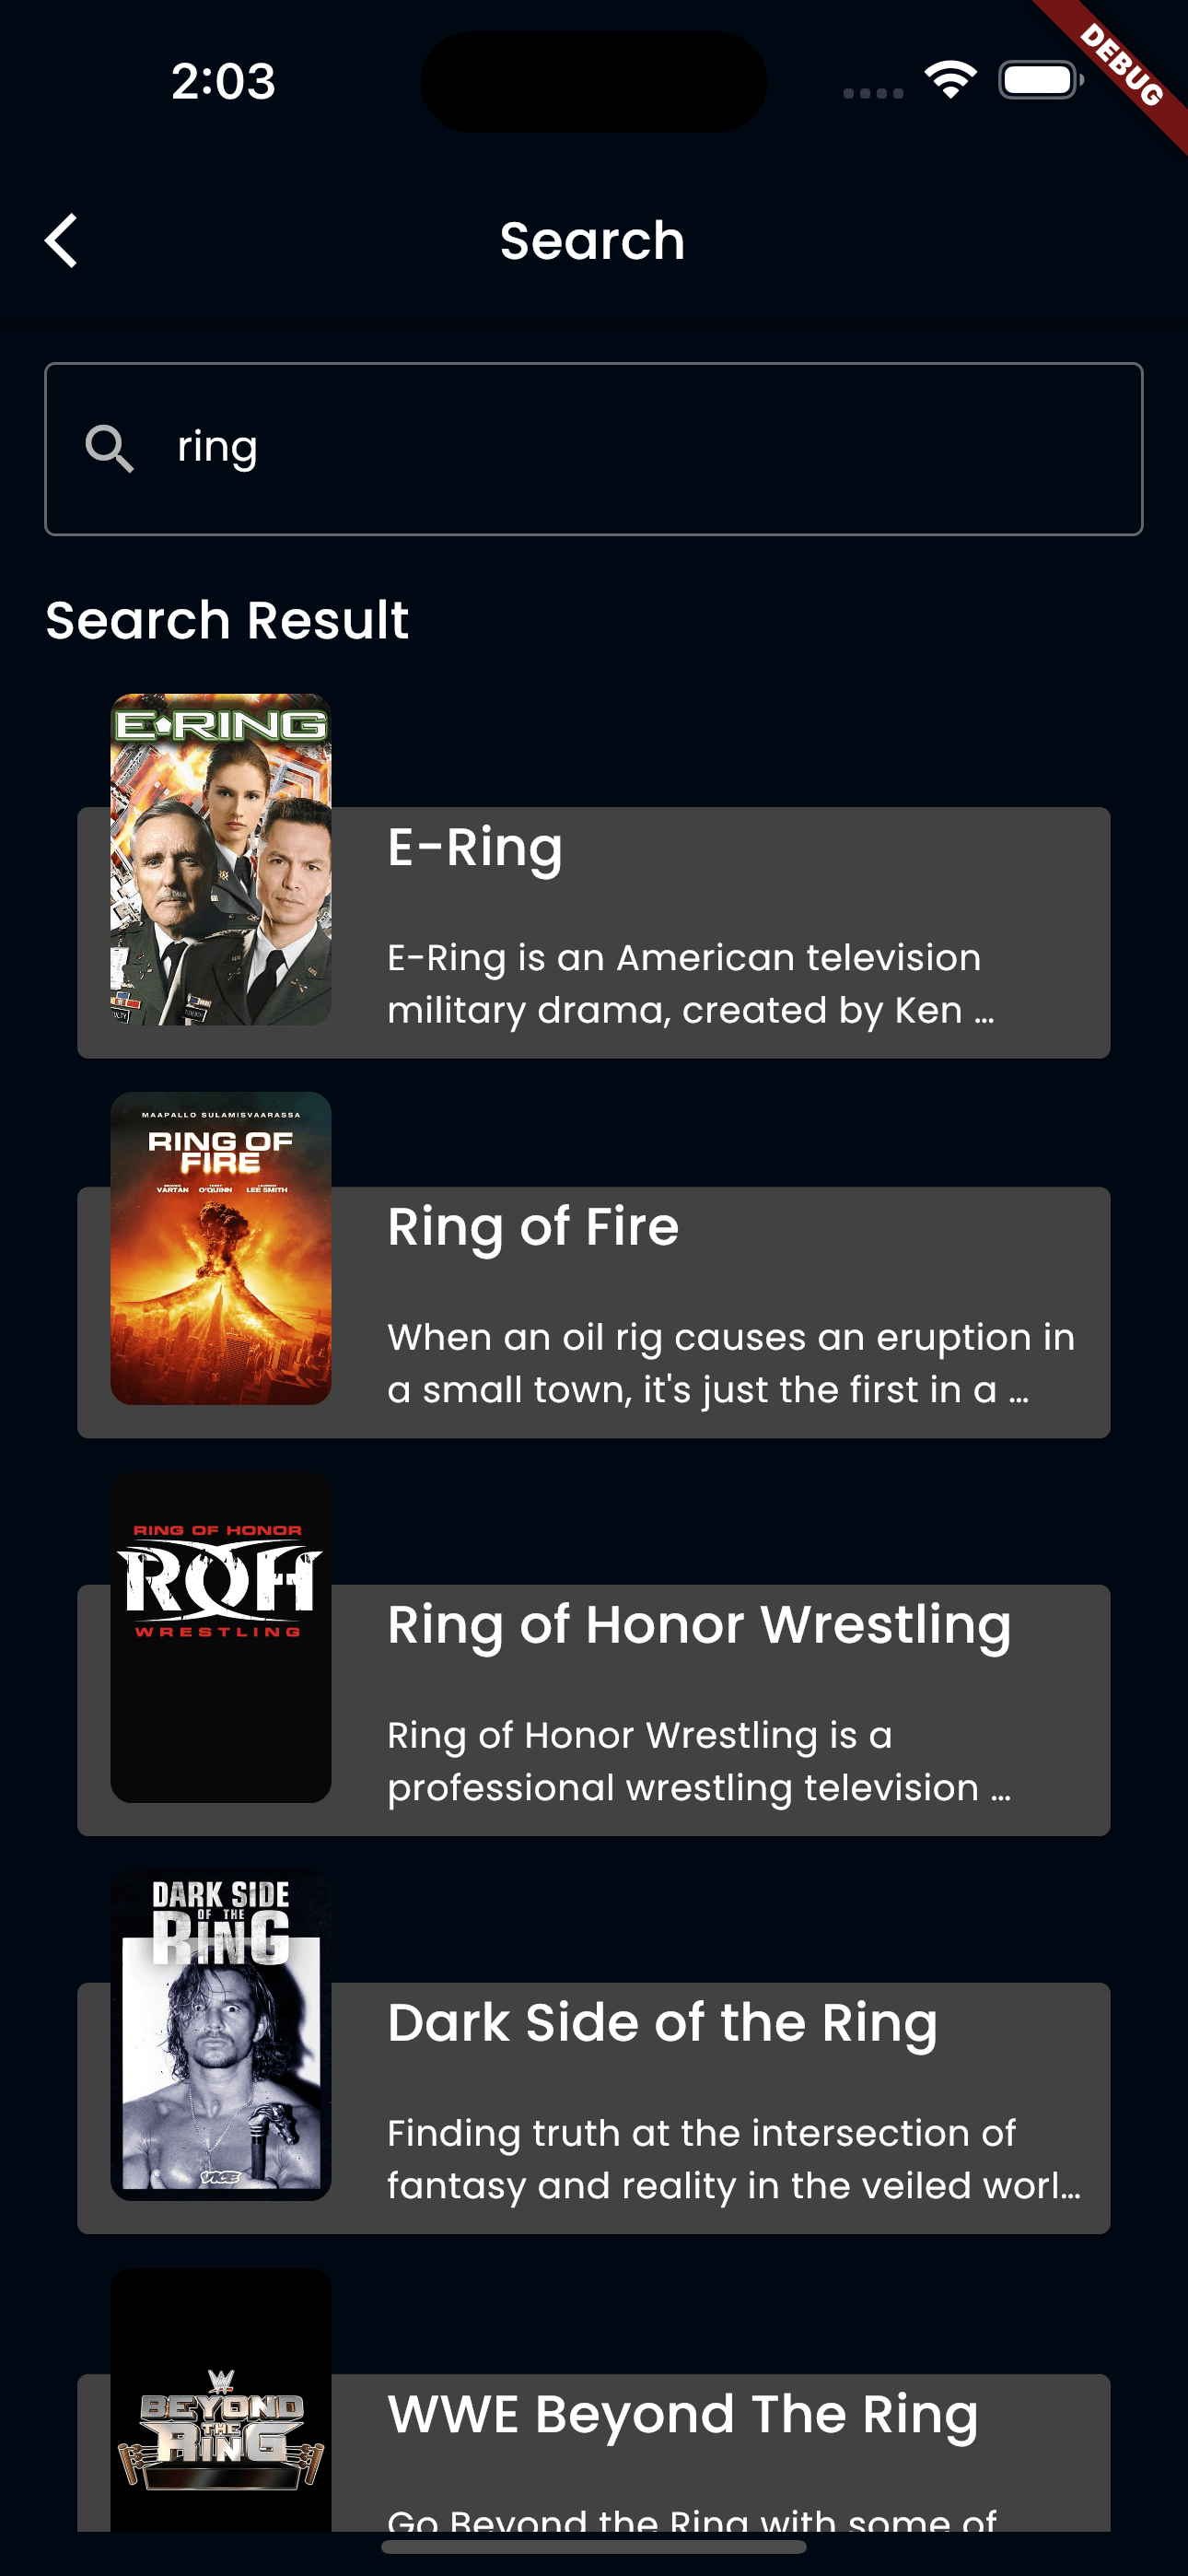 2:03
DEBUG
Search
ring
Search Result
E-RING
E-Ring
E-Ring is an American television
military drama, created by Ken ...
MAAPALLO SULAMISVAARASSA
RING OF
FIRE
VARTAN O'QUINN LEE SMITH
Ring of Fire
When an oil rig causes an eruption in
a small town, it's just the first in a ...
RING OF HONOR
ROH
WRESTLING
Ring of Honor Wrestling
Ring of Honor Wrestling is a
professional wrestling television ...
DARK SIDE
OF THE
RING
VICE
Dark Side of the Ring
Finding truth at the intersection of
fantasy and reality in the veiled worl...
W
BEYOND
THE
RING
WWE Beyond The Ring
Go Beyond the Ring with some of